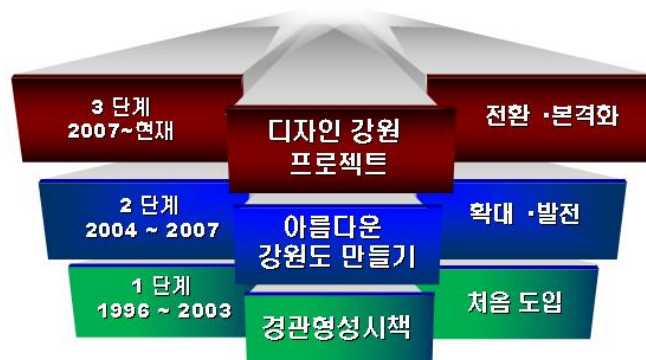 3 단계
2007~현재
디자인 강원
프로젝트
전환 ·본격화
2 단계
2004 ~ 2007
아름다운
강원도 만들기
확대 ·발전
1 단계
1996 ~ 2003
경관형성시책
처음 도입